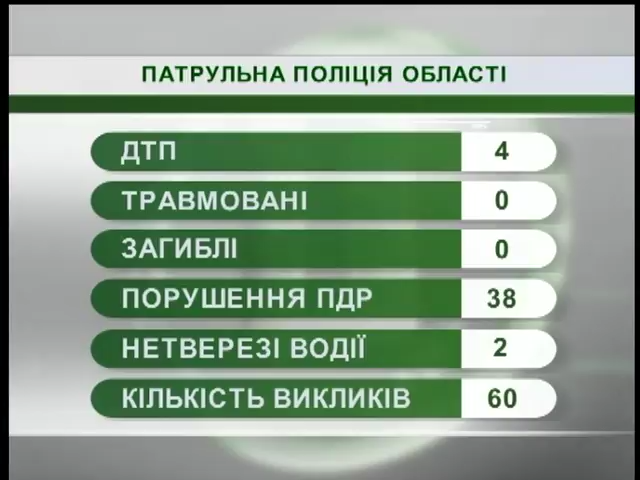 ПАТРУЛЬНА ПОЛІЦІЯ ОБЛАСТІ
ДТП 4
ТРАВМОВАНІ 0
ЗАГИБЛІ 0
ПОРУШЕННЯ ПДР 38
НЕТВЕРЕЗІ ВОДІЇ 2
КІЛЬКІСТЬ ВИКЛИКІВ 60